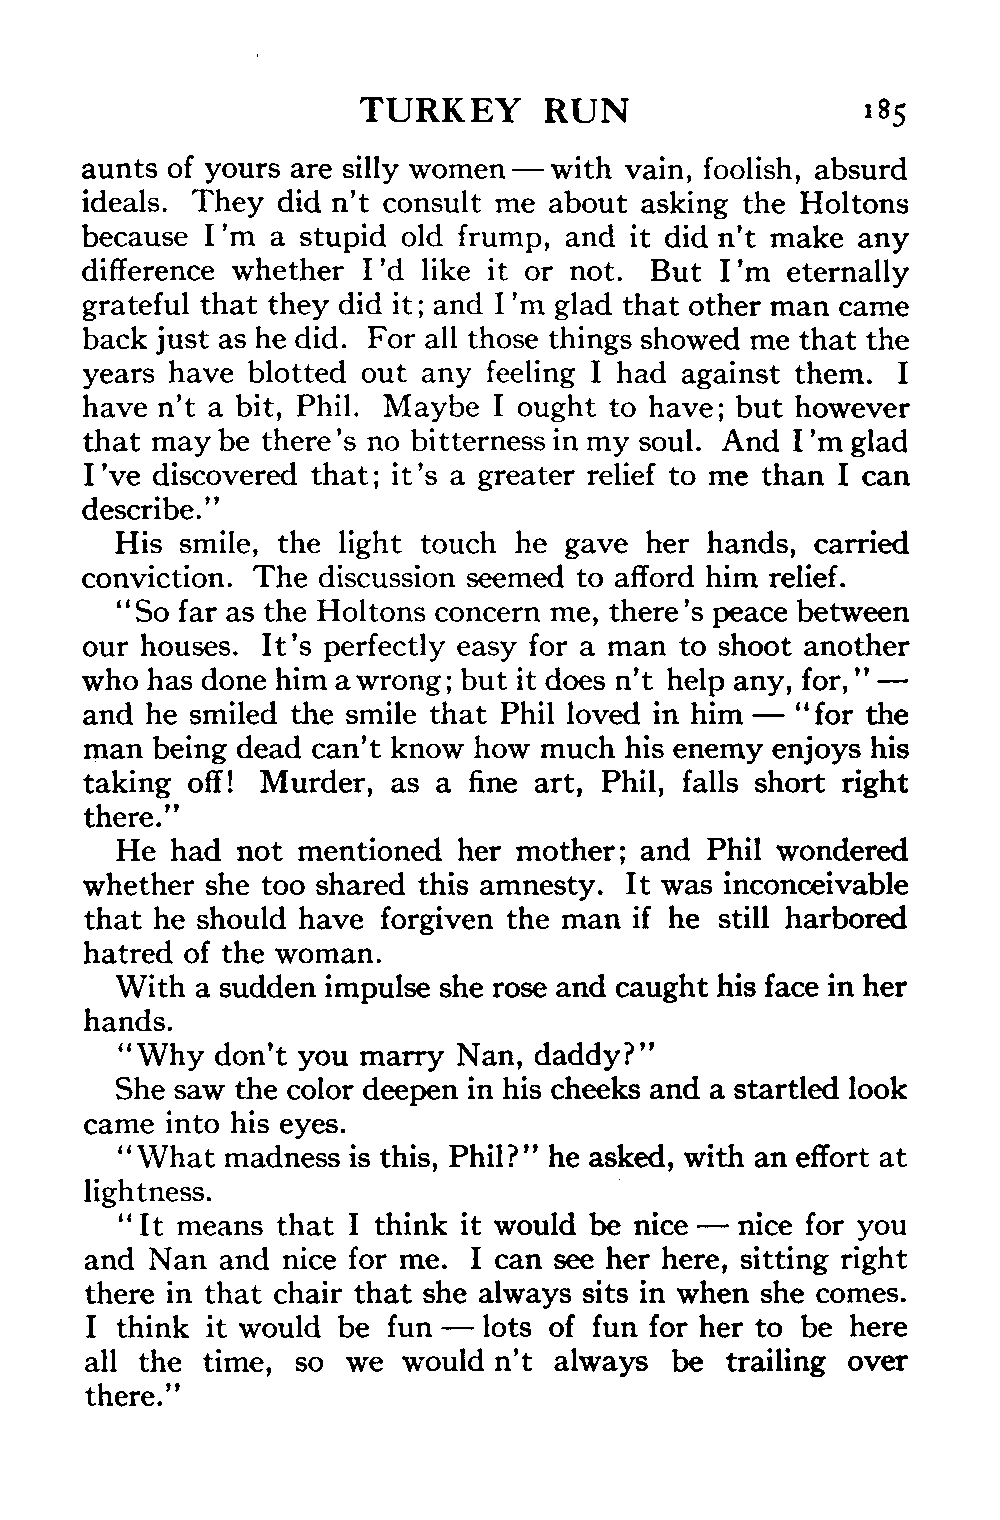 TURKEY RUN 185
aunts of yours are silly women — with vain, foolish, absurd
ideals. They did n't consult me about asking the Holtons
because I 'm a stupid old frump, and it did n't make any
difference whether I 'd like it or not. But I 'm eternally
grateful that they did it; and I 'm glad that other man came
back just as he did. For all those things showed me that the
years have blotted out any feeling I had against them. I
have n't a bit, Phil. Maybe I ought to have; but however
that may be there 's no bitterness in my soul. And I 'm glad
I 've discovered that; it 's a greater relief to me than I can
describe."
His smile, the light touch he gave her hands, carried
conviction. The discussion seemed to afford him relief.
"So far as the Holtons concern me, there 's peace between
our houses. It 's perfectly easy for a man to shoot another
who has done him a wrong; but it does n't help any, for," —
and he smiled the smile that Phil loved in him — "for the
man being dead can't know how much his enemy enjoys his
taking off! Murder, as a fine art, Phil, falls short right
there."
He had not mentioned her mother; and Phil wondered
whether she too shared this amnesty. It was inconceivable
that he should have forgiven the man if he still harbored
hatred of the woman.
With a sudden impulse she rose and caught his face in her
hands.
"Why don't you marry Nan, daddy?"
She saw the color deepen in his cheeks and a startled look
came into his eyes.
"What madness is this, Phil?" he asked, with an effort at
lightness.
"It means that I think it would be nice — nice for you
and Nan and nice for me. I can see her here, sitting right
there in that chair that she always sits in when she comes.
I think it would be fun — lots of fun for her to be here
all the time, so we would n't always be trailing over
there."